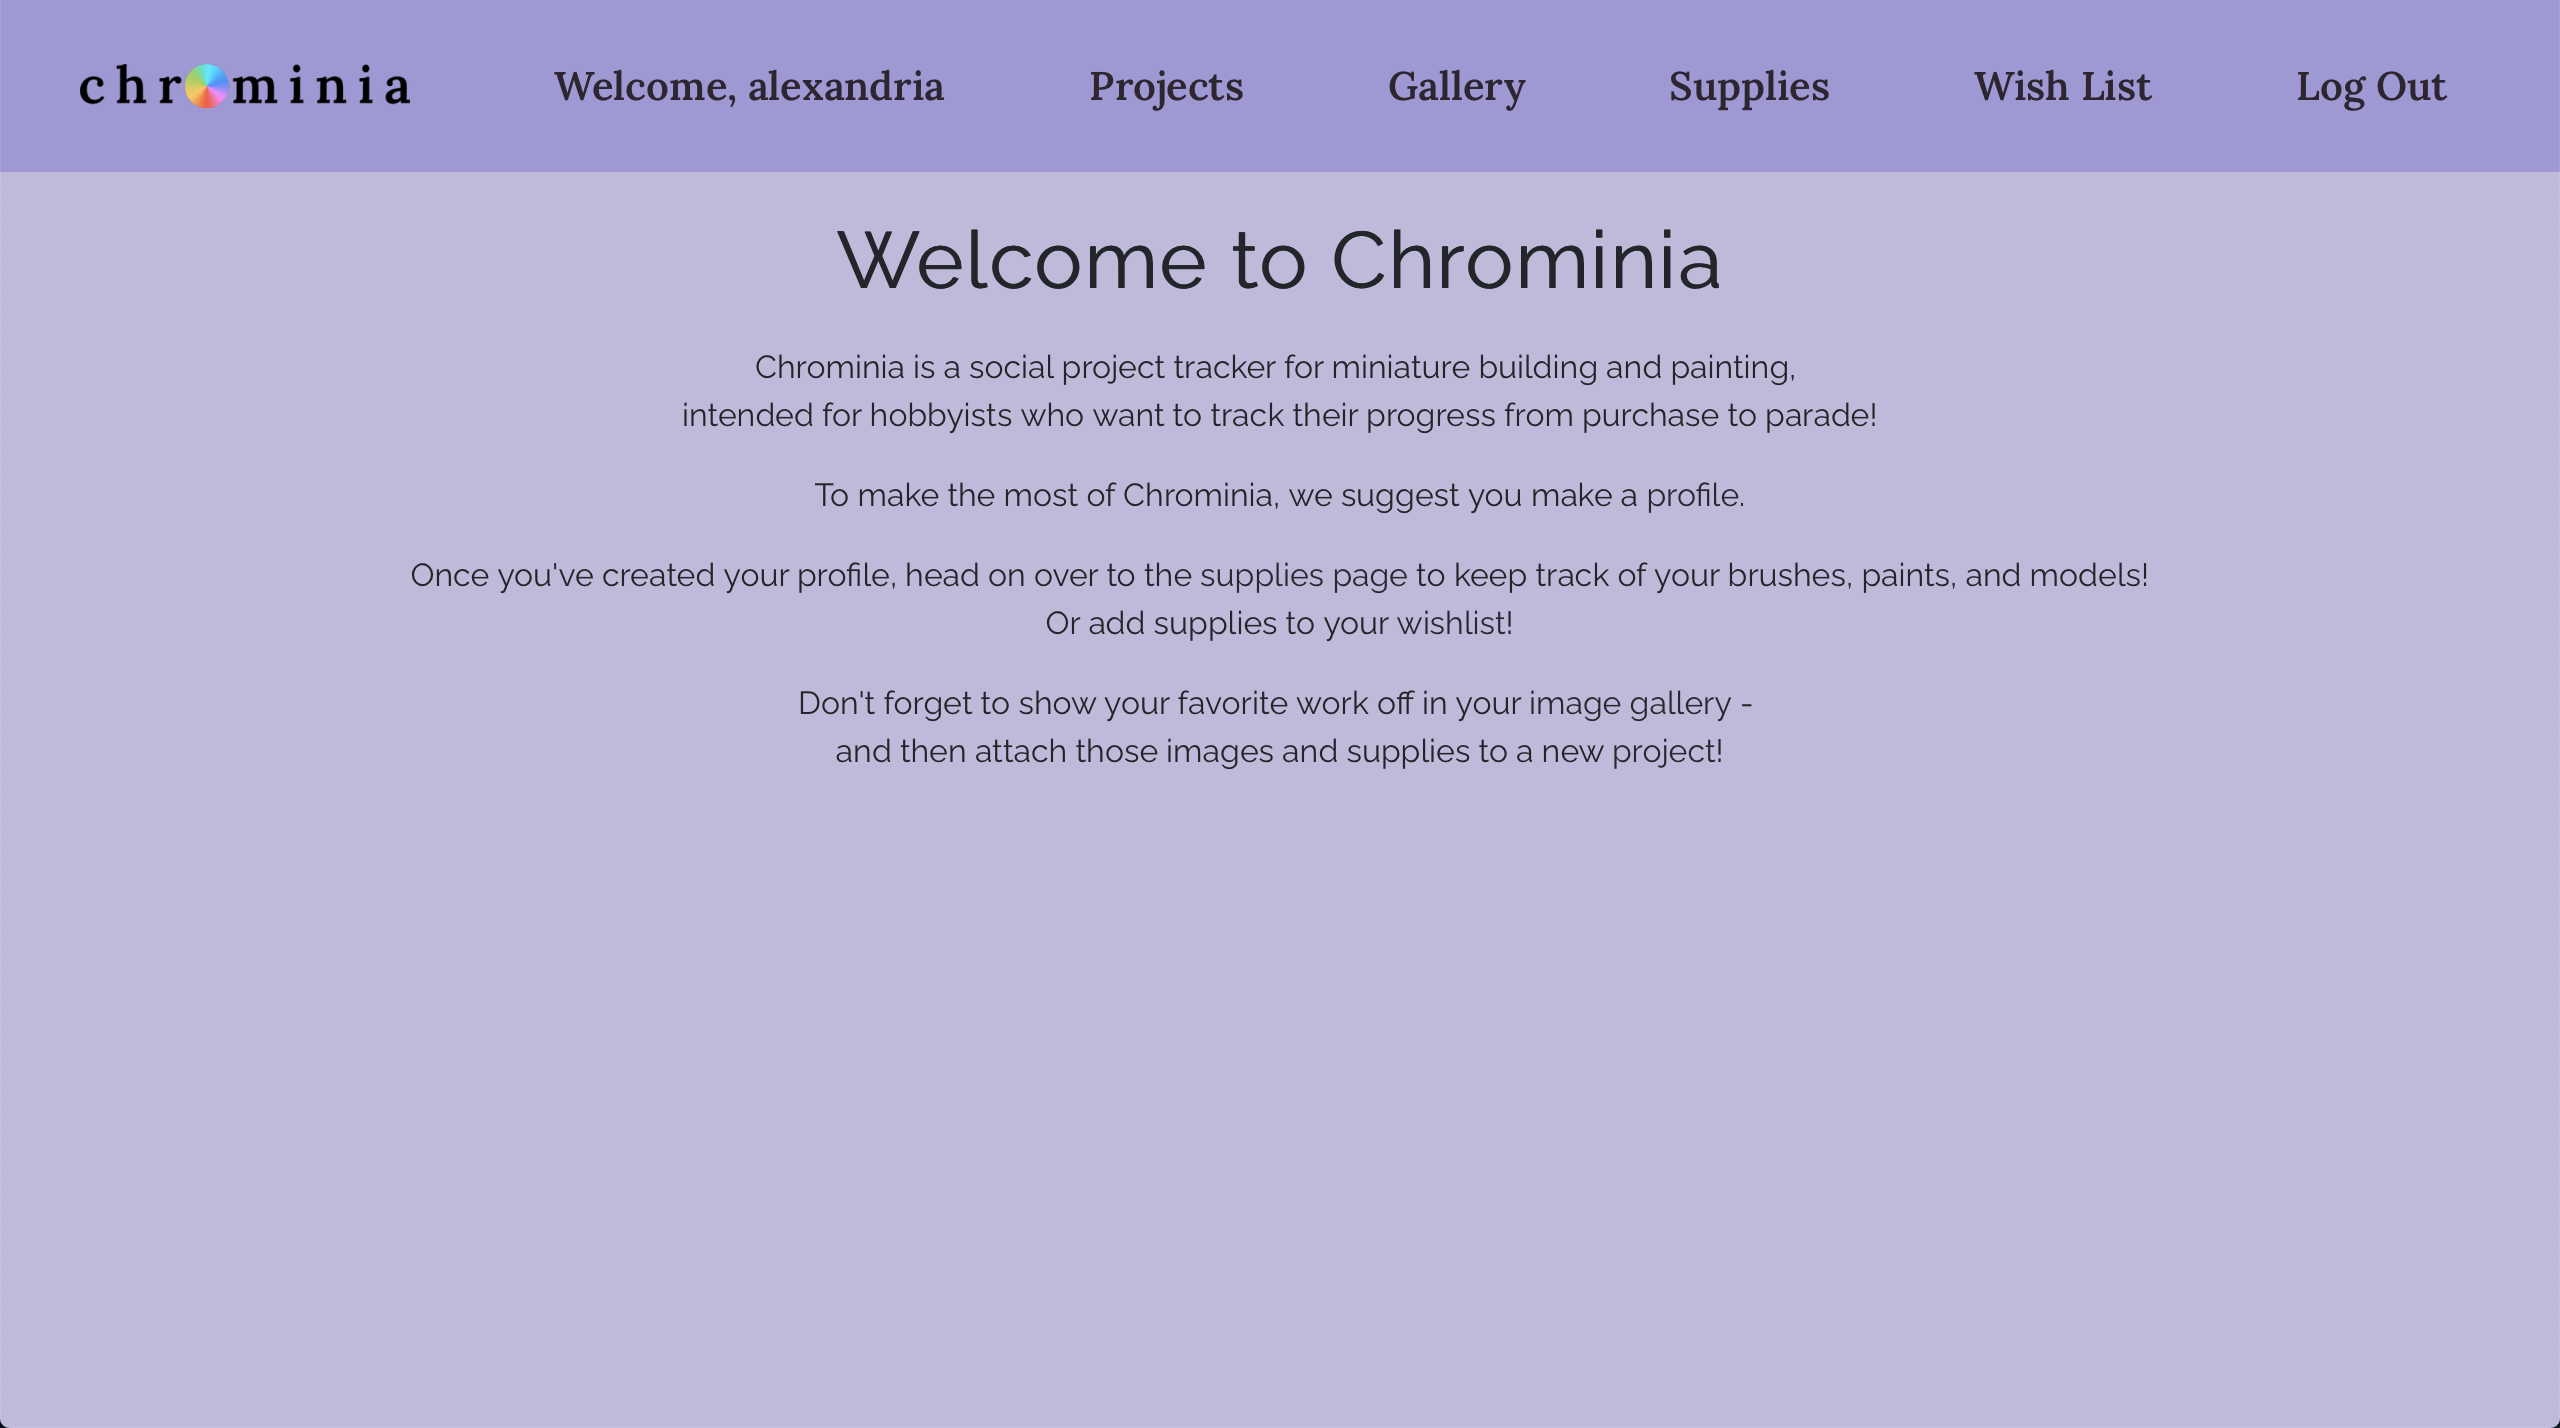 chrominia
Welcome, alexandria
Projects
Gallery
Supplies
Wish List
Log Out
Welcome to Chrominia
Chrominia is a social project tracker for miniature building and painting,
intended for hobbyists who want to track their progress from purchase to parade!
To make the most of Chrominia, we suggest you make a profile.
Once you've created your profile, head on over to the supplies page to keep track of your brushes, paints, and models!
Or add supplies to your wishlist!
Don't forget to show your favorite work off in your image gallery -
and then attach those images and supplies to a new project!